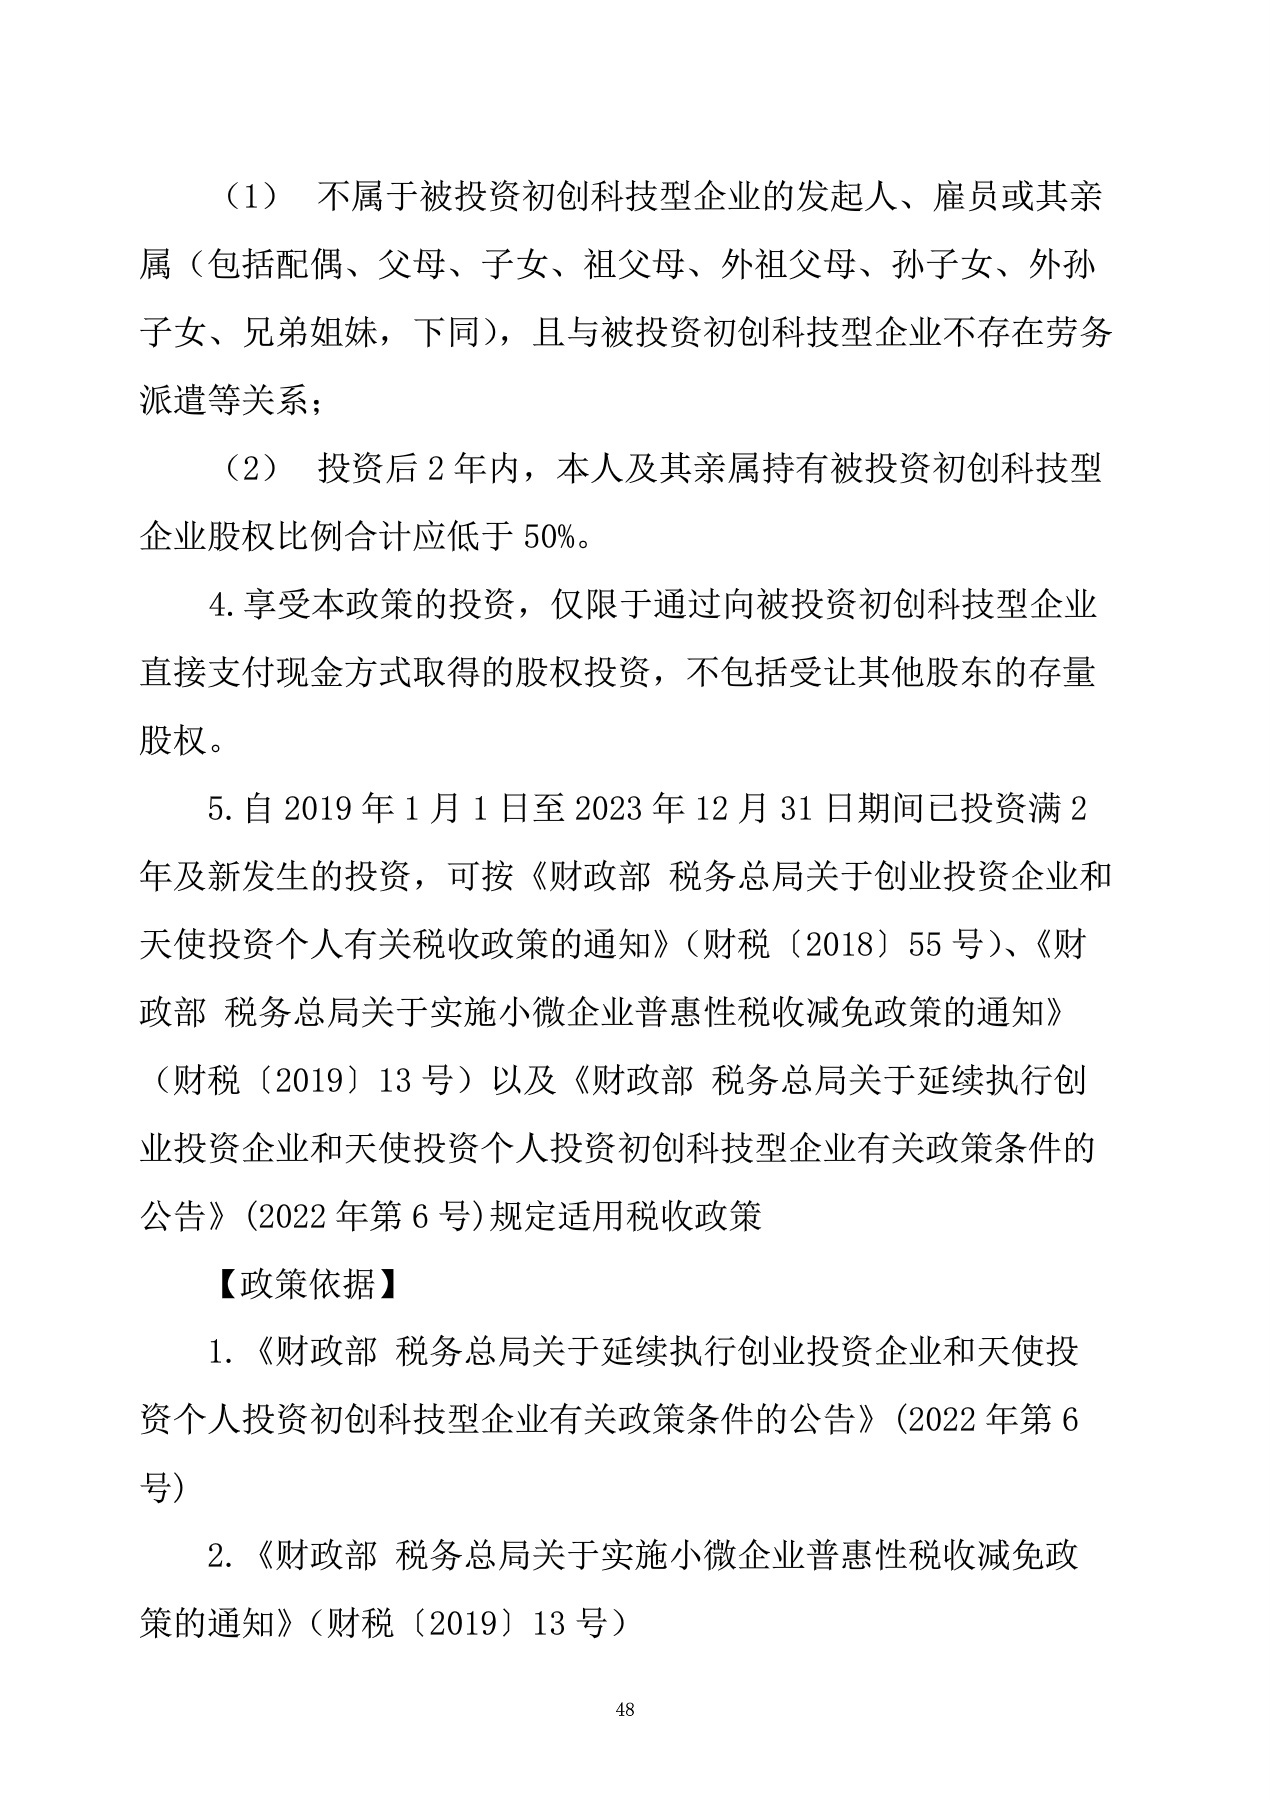 （1） 不属于被投资初创科技型企业的发起人、雇员或其亲
属（包括配偶、父母、子女、祖父母、外祖父母、孙子女、外孙
子女、兄弟姐妹，下同），且与被投资初创科技型企业不存在劳务
派遣等关系；
（2） 投资后 2 年内，本人及其亲属持有被投资初创科技型
企业股权比例合计应低于 50%。
4.享受本政策的投资，仅限于通过向被投资初创科技型企业
直接支付现金方式取得的股权投资，不包括受让其他股东的存量
股权。
5.自 2019 年 1 月 1 日至 2023 年 12 月 31 日期间已投资满 2
年及新发生的投资，可按《财政部 税务总局关于创业投资企业和
天使投资个人有关税收政策的通知》（财税〔2018〕55 号）、《财
政部 税务总局关于实施小微企业普惠性税收减免政策的通知》
（财税〔2019〕13 号）以及《财政部 税务总局关于延续执行创
业投资企业和天使投资个人投资初创科技型企业有关政策条件的
公告》(2022 年第 6 号)规定适用税收政策
【政策依据】
1.《财政部 税务总局关于延续执行创业投资企业和天使投
资个人投资初创科技型企业有关政策条件的公告》(2022 年第 6
号)
2.《财政部 税务总局关于实施小微企业普惠性税收减免政
策的通知》（财税〔2019〕13 号）
48